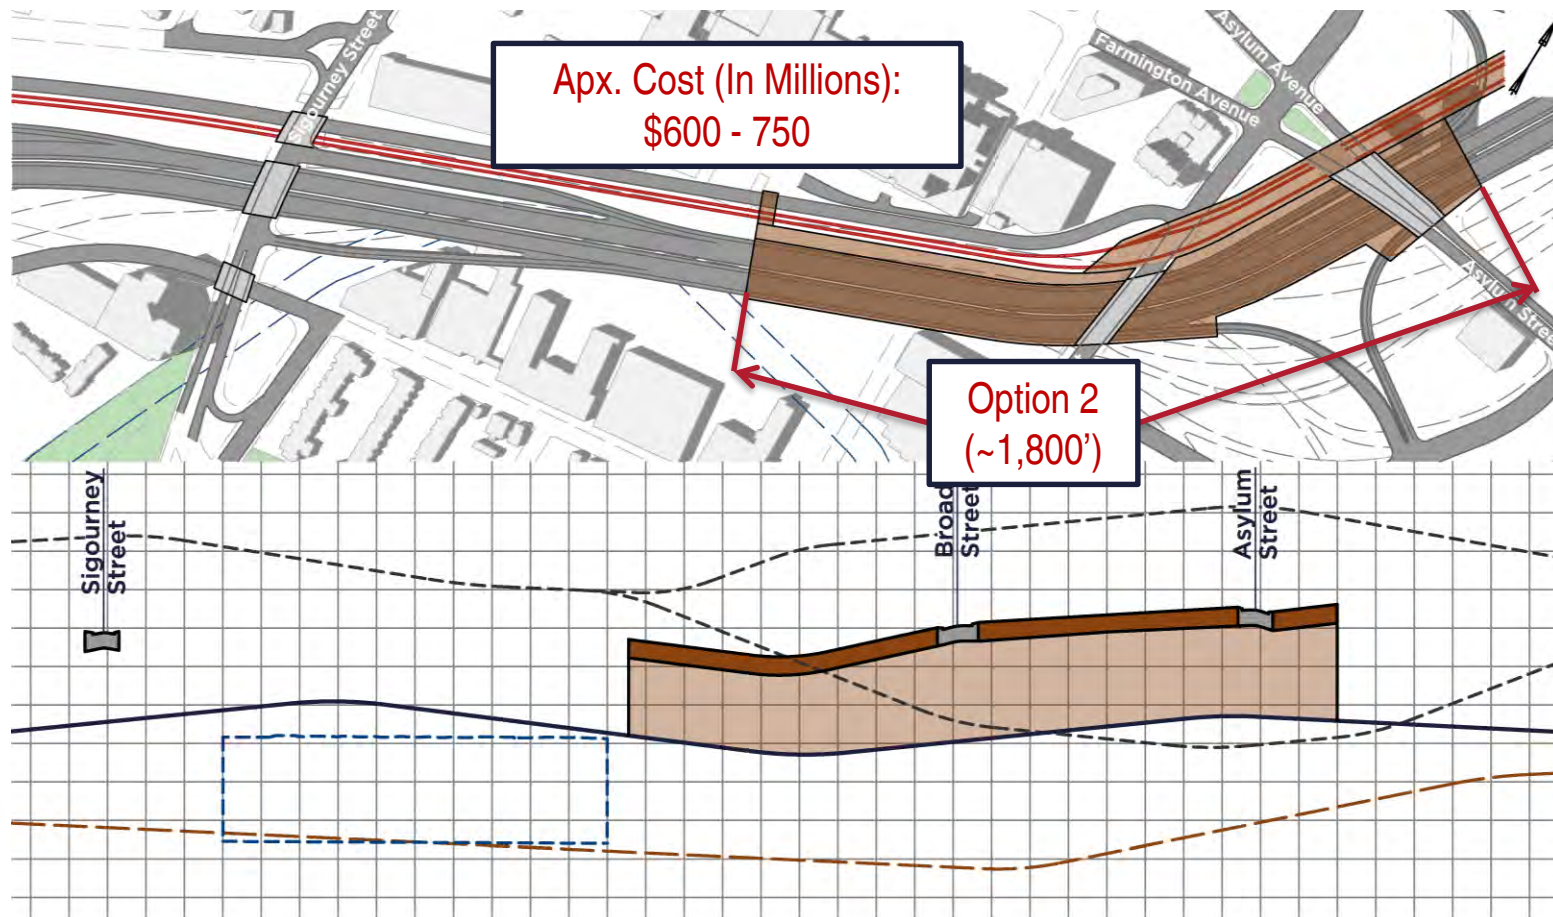 Sigourney Street
Apx. Cost (In Millions):
$600 - 750
Asylum Avenue
Farmington Avenue
Asylum Street
Option 2
(~1,800’)
Sigourney
Street
Broad
Street
Asylum
Street